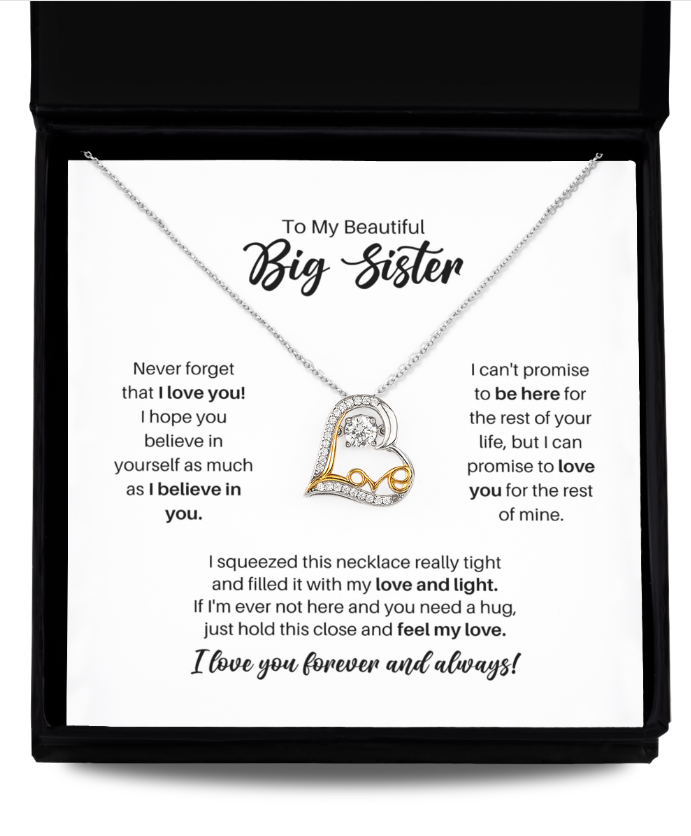 To My Beautiful
Big Sister
Never forget
that I love you!
I hope you
believe in
yourself as much
as I believe in
you.
I can't promise
to be here for
the rest of your
life, but I can
promise to love
you for the rest
of mine.
Love
I squeezed this necklace really tight
and filled it with my love and light.
If I'm ever not here and you need a hug,
just hold this close and feel my love.
I love you forever and always!